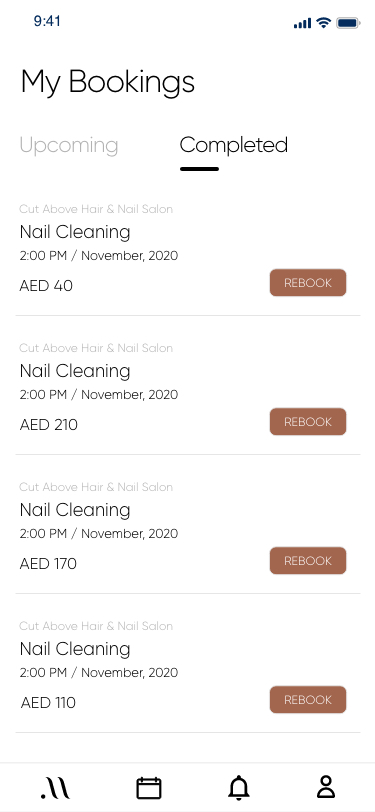 9:41
My Bookings
Upcoming Completed
Cut Above Hair & Nail Salon
Nail Cleaning
2:00 PM / November, 2020
AED 40
REBOOK
Cut Above Hair & Nail Salon
Nail Cleaning
2:00 PM / November, 2020
AED 210
REBOOK
Cut Above Hair & Nail Salon
Nail Cleaning
2:00 PM / November, 2020
AED 170
REBOOK
Cut Above Hair & Nail Salon
Nail Cleaning
2:00 PM / November, 2020
AED 110
REBOOK